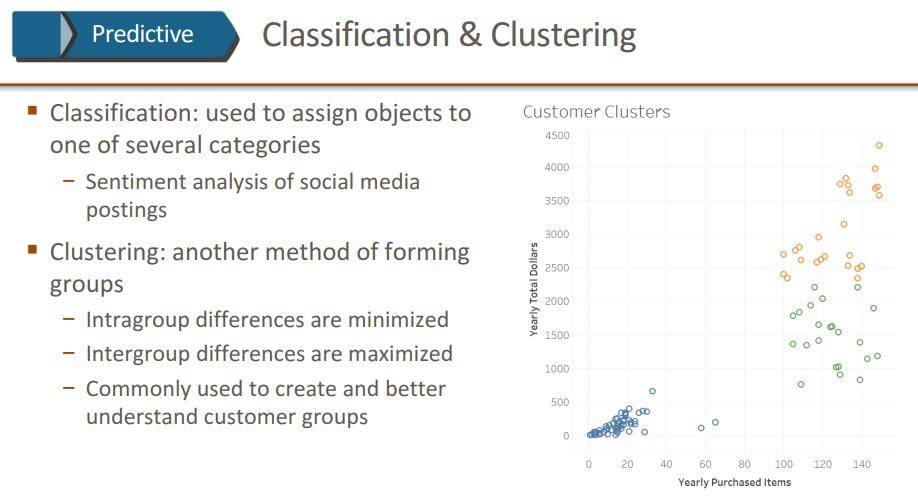 Predictive
Classification & Clustering
▪ Classification: used to assign objects to
one of several categories
– Sentiment analysis of social media
postings
▪ Clustering: another method of forming
groups
– Intragroup differences are minimized
– Intergroup differences are maximized
– Commonly used to create and better
understand customer groups
Customer Clusters
Yearly Total Dollars
4500
4000
3500
3000
2500
2000
1500
1000
500
0
0 20 40 60 80 100 120 140
Yearly Purchased Items